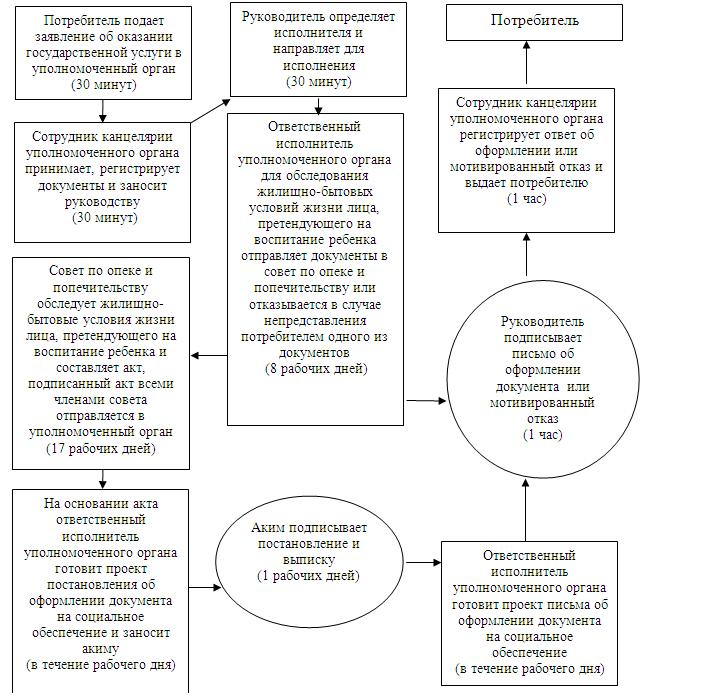 Потребитель подает
заявление об оказании
государственной услуги в
уполномоченный орган
(30 минут)
Сотрудник канцелярии
уполномоченного органа
принимает, регистрирует
документы и заносит
руководству
(30 минут)
Руководитель определяет
исполнителя и
направляет для
исполнения
(30 минут)
Ответственный
исполнитель
уполномоченного органа
для обследования
жилищно-бытовых
условий жизни лица,
претендующего на
воспитание ребенка
отправляет документы в
совет по опеке и
попечительству или
отказывается в случае
непредставления
потребителем одного из
документов
(8 рабочих дней)
Совет по опеке и
попечительству
обследует жилищно-
бытовые условия жизни
лица, претендующего на
воспитание ребенка и
составляет акт,
подписанный акт всеми
членами совета
отправляется в
уполномоченный орган
(17 рабочих дней)
На основании акта
ответственный
исполнитель
уполномоченного органа
готовит проект
постановления об
оформлении документа
на социальное
обеспечение и заносит
акиму
(в течение рабочего дня)
Аким подписывает
постановление и
выписку
(1 рабочих дней)
Ответственный
исполнитель
уполномоченного органа
готовит проект письма об
оформлении документа
на социальное
обеспечение
(в течение рабочего дня)
Руководитель
подписывает
письмо об
оформлении
документа или
мотивированный
отказ
(1 час)
Сотрудник канцелярии
уполномоченного органа
регистрирует ответ об
оформлении или
мотивированный отказ и
выдает потребителю
(1 час)
Потребитель